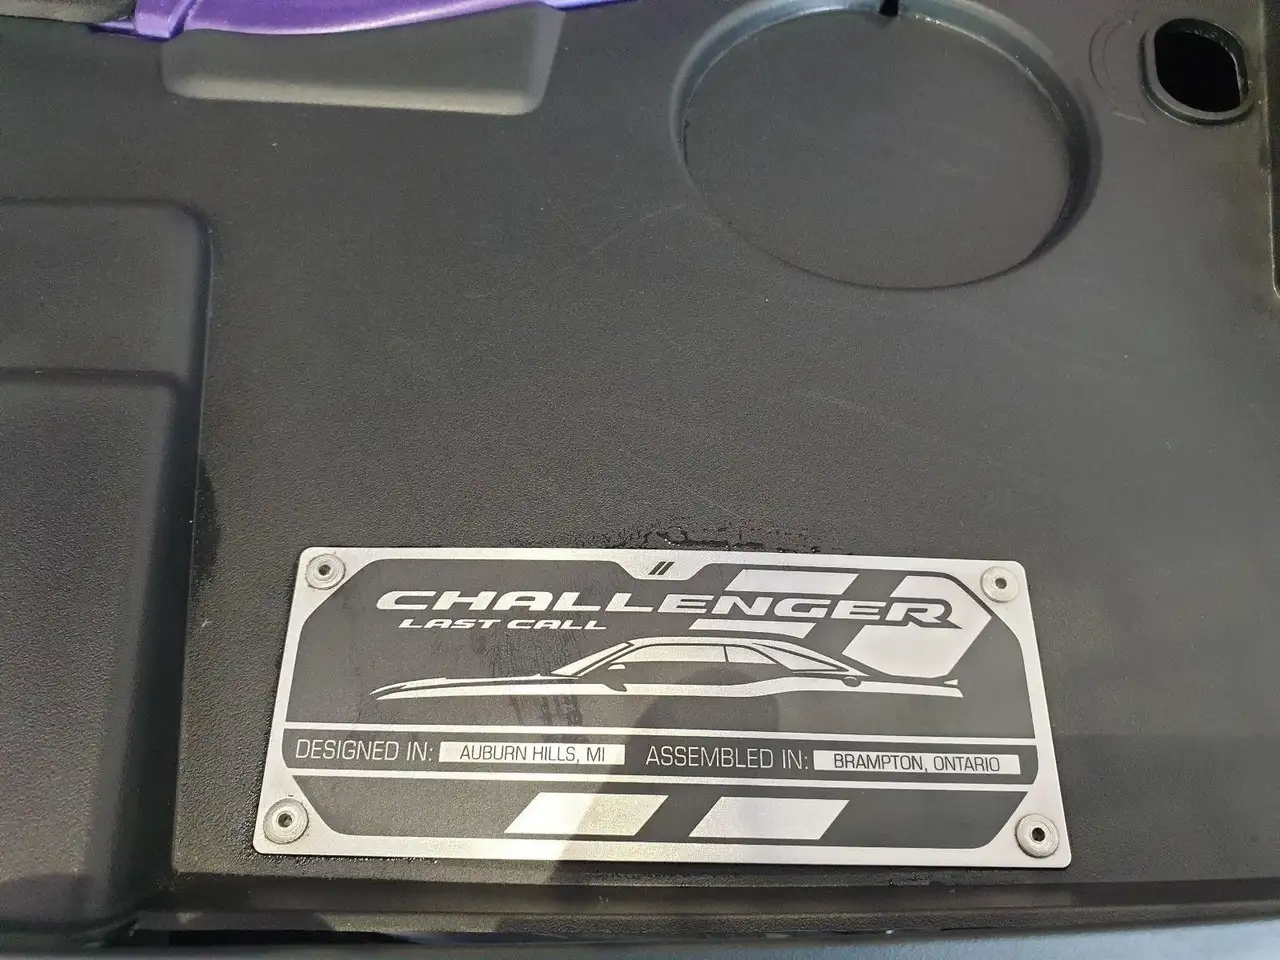 CHALLENGER
LAST CALL
DESIGNED IN: AUBURN HILLS, MI ASSEMBLED IN: BRAMPTON, ONTARIO